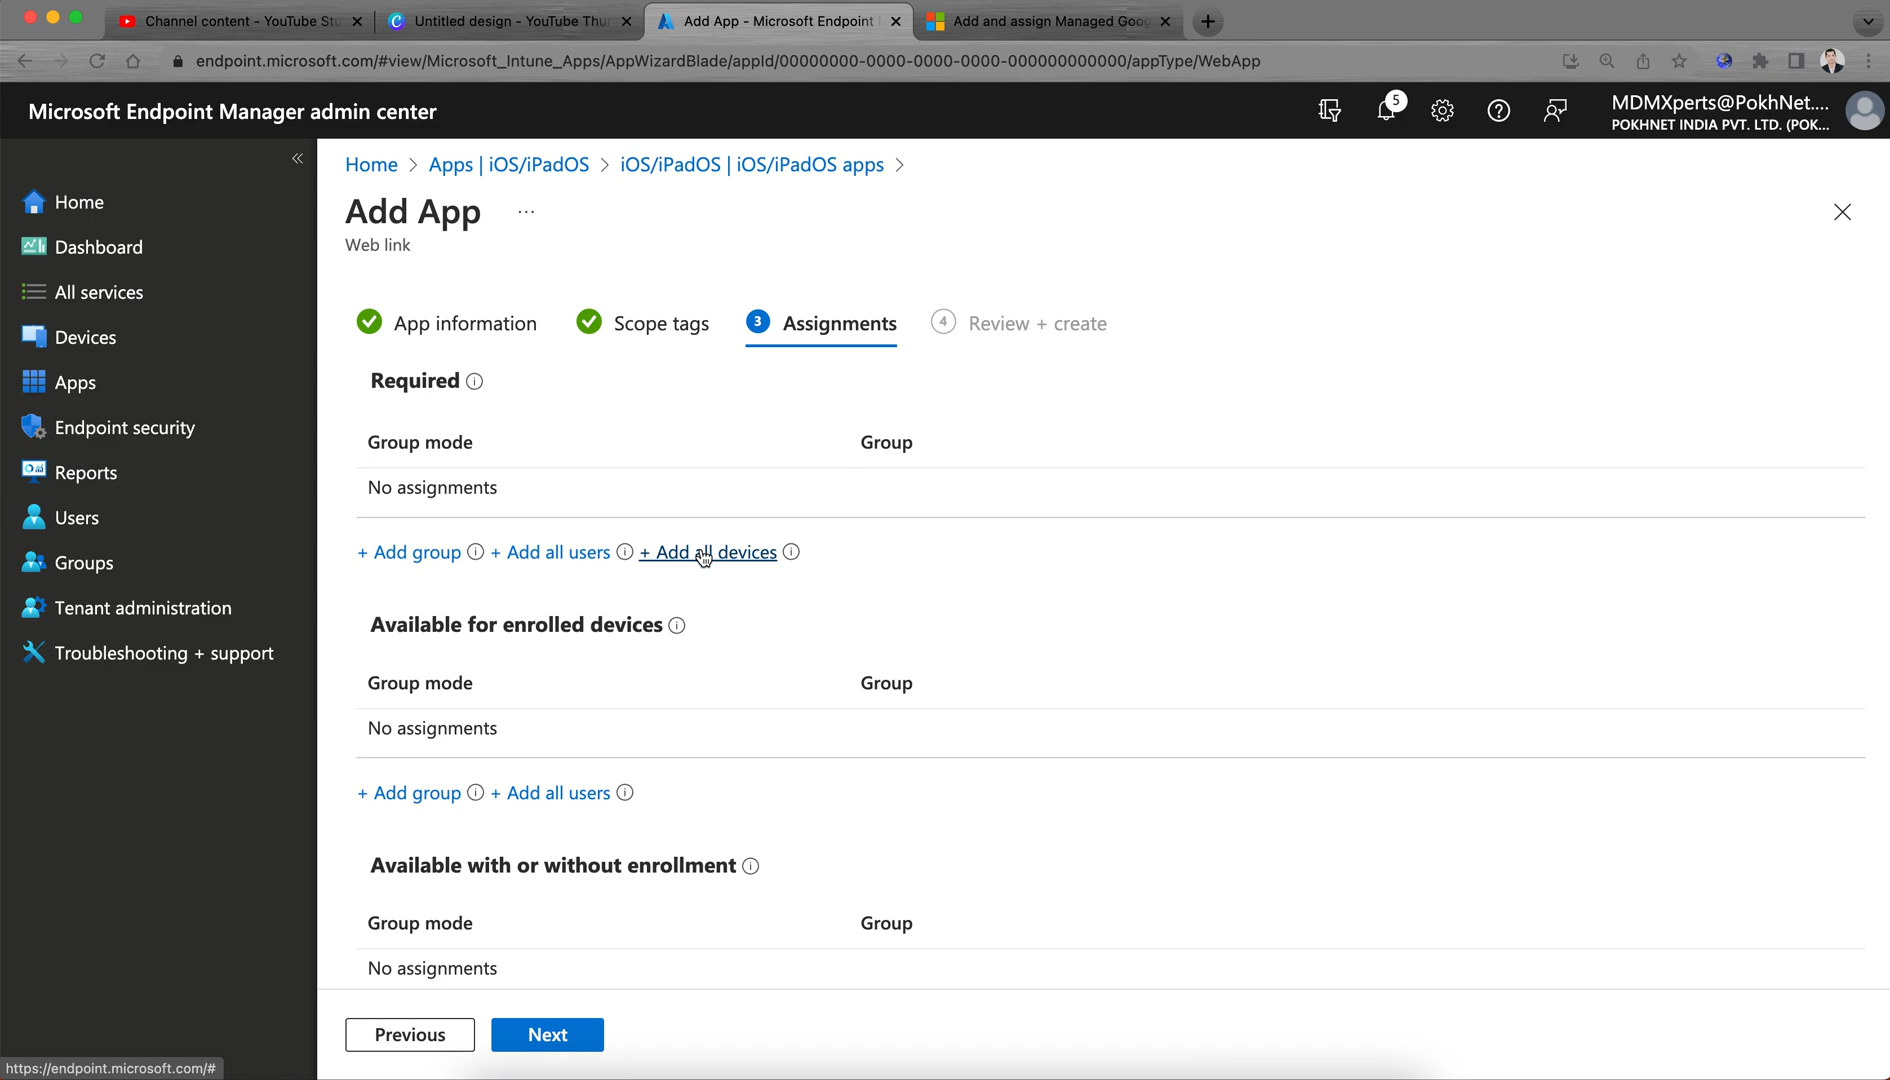 Channel content - YouTube Stu
Untitled design - YouTube Thu
Add App - Microsoft Endpoint
Add and assign Managed Goog
endpoint.microsoft.com/#view/Microsoft_Intune_Apps/AppWizardBlade/appId/00000000-0000-0000-0000-000000000000/appType/WebApp
Microsoft Endpoint Manager admin center
5
MDMXperts@PokhNet....
POKHNET INDIA PVT. LTD. (POK...
Home
Dashboard
All services
Devices
Apps
Endpoint security
Reports
Users
Groups
Tenant administration
Troubleshooting + support
Home > Apps | iOS/iPadOS > iOS/iPadOS | iOS/iPadOS apps >
Add App ...
Web link
App information
Scope tags
3 Assignments
4 Review + create
Required
Group mode Group
No assignments
+ Add group + Add all users + Add all devices
Available for enrolled devices
Group mode Group
No assignments
+ Add group + Add all users
Available with or without enrollment
Group mode Group
No assignments
Previous Next
https://endpoint.microsoft.com/#